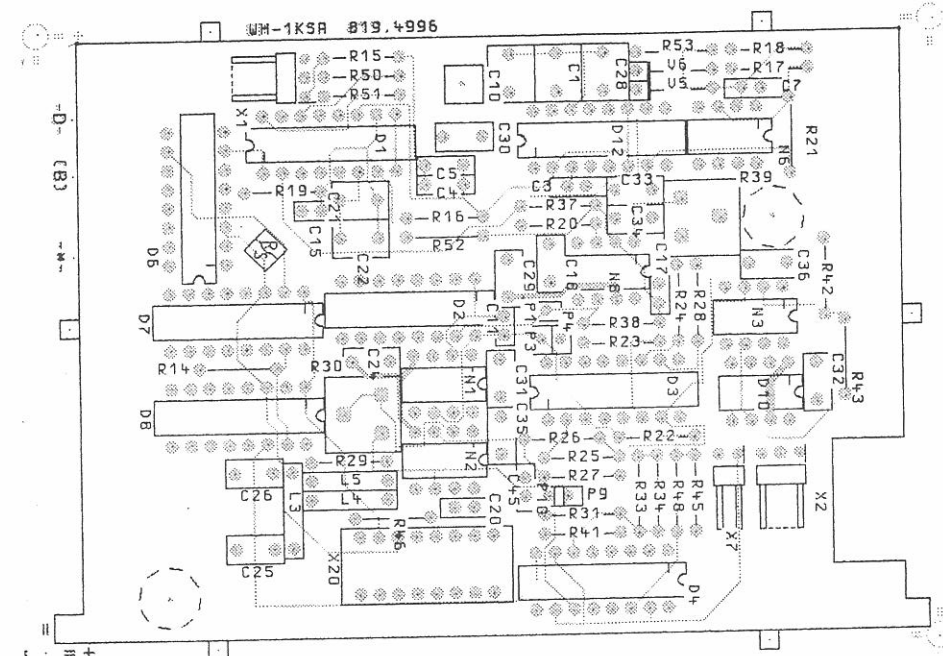 WM-1KSA 819.4996
R15 R53 R18
R50 V6 R17
R51 V5 C7
C10 C1 C28
X1 D1 C30 D12 N6 R21
-D- (B)
C5
C4 C3 C33 R39
R19 C21 R37
R16 R20 C34
C15 R52
D6 C22 C29 C18 N8 C17 C36 R42
R24 R28
D7 D2 C11 P1 P4 R38 N3
P3 R23
R14 R30 C24 N1 C31 D3 D10 C32 R43
D8 C35
R26 R22
R29 N2 R25
C26 L5 C45 R27
L3 L4 P10 P9 R33 R34 R48 R45
C20 R31 X7 X2
R46 R41
C25 X20
D4